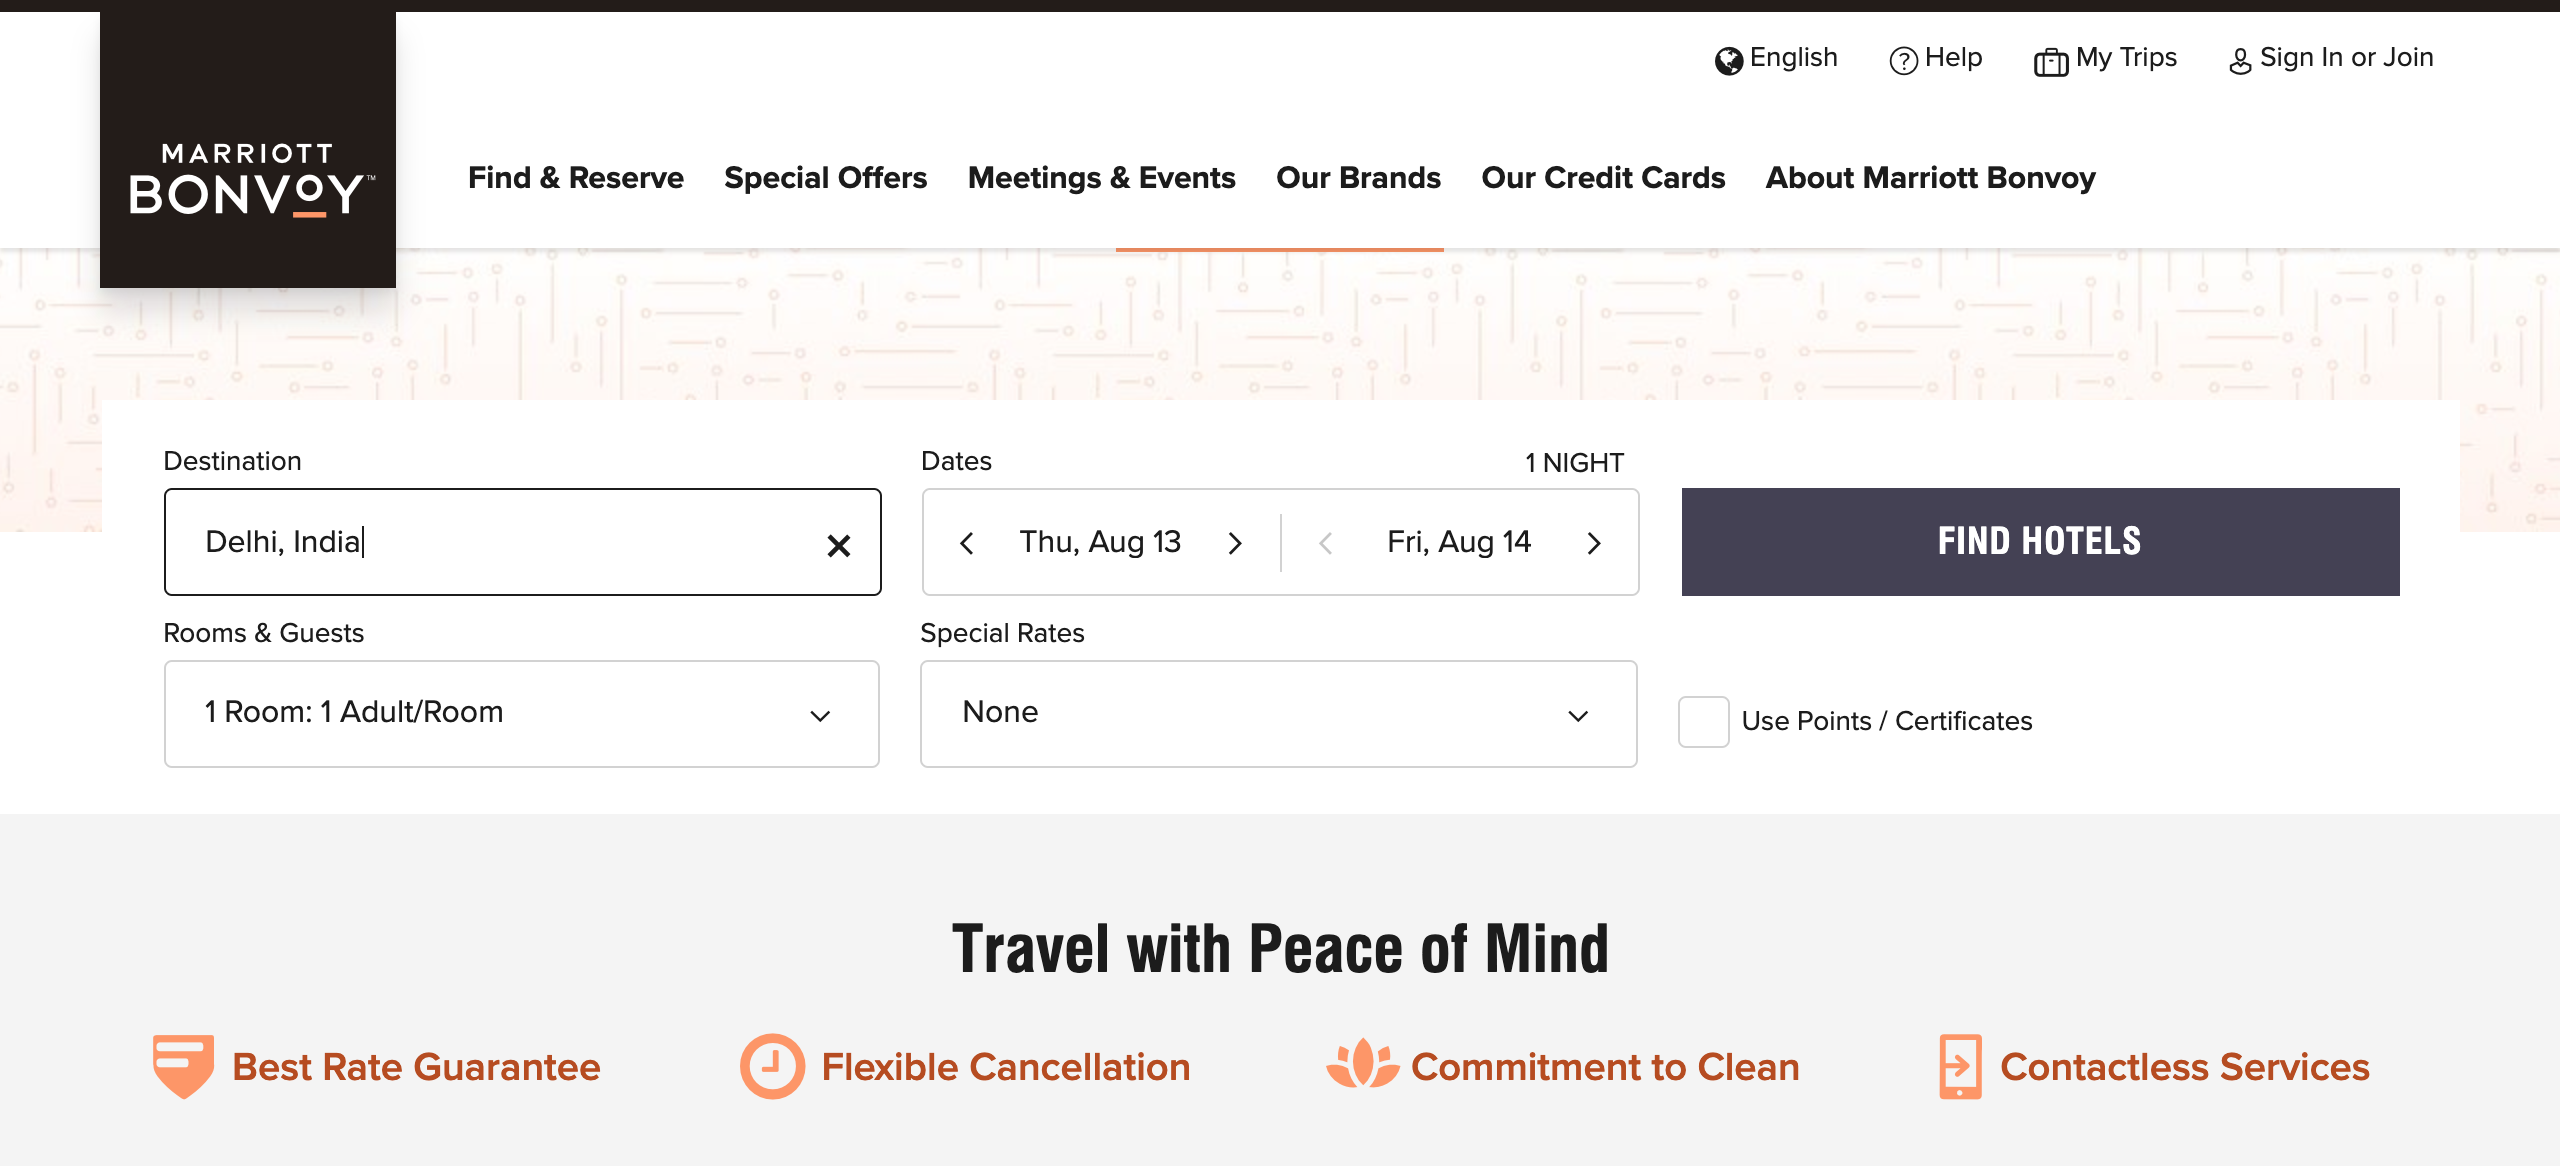 English Help My Trips Sign In or Join
MARRIOTT
BONVOY™
Find & Reserve Special Offers Meetings & Events Our Brands Our Credit Cards About Marriott Bonvoy
Destination Dates 1 NIGHT
Delhi, India Thu, Aug 13 Fri, Aug 14 FIND HOTELS
Rooms & Guests Special Rates
1 Room: 1 Adult/Room None Use Points / Certificates
Travel with Peace of Mind
Best Rate Guarantee Flexible Cancellation Commitment to Clean Contactless Services